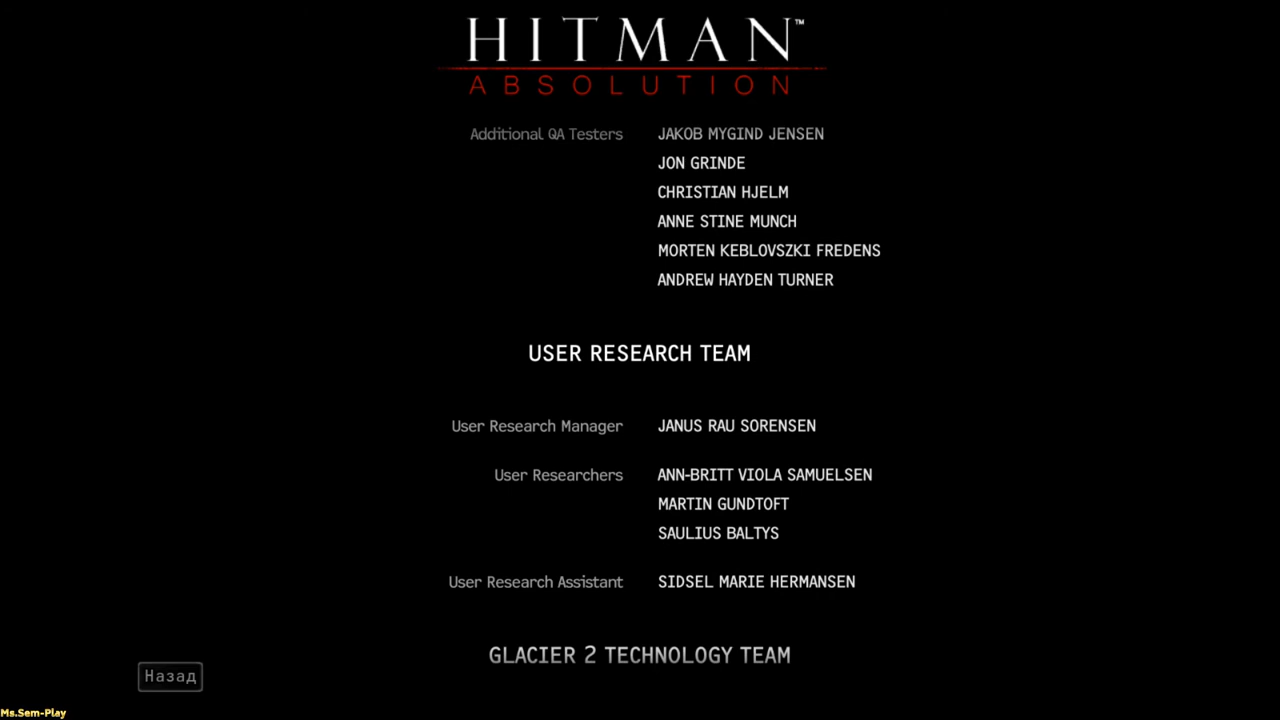 HITMAN™
ABSOLUTION
Additional QA Testers JAKOB MYGIND JENSEN
JON GRINDE
CHRISTIAN HJELM
ANNE STINE MUNCH
MORTEN KEBLOVSZKI FREDENS
ANDREW HAYDEN TURNER
USER RESEARCH TEAM
User Research Manager JANUS RAU SORENSEN
User Researchers ANN-BRITT VIOLA SAMUELSEN
MARTIN GUNDTOFT
SAULIUS BALTYS
User Research Assistant SIDSEL MARIE HERMANSEN
GLACIER 2 TECHNOLOGY TEAM
Назад
Ms.Sem-Play